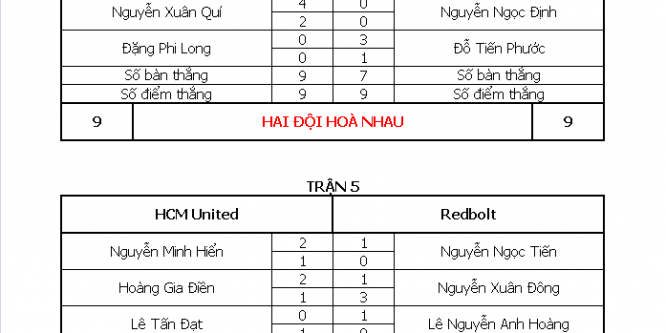 4 0
Nguyễn Xuân Quí Nguyễn Ngọc Định
2 0
0 3
Đặng Phi Long Đỗ Tiến Phước
0 1
Số bàn thắng 9 7 Số bàn thắng
Số điểm thắng 9 9 Số điểm thắng
9 HAI ĐỘI HOÀ NHAU 9
TRẬN 5
HCM United Redbolt
2 1
Nguyễn Minh Hiển Nguyễn Ngọc Tiến
1 0
2 1
Hoàng Gia Điền Nguyễn Xuân Đông
1 3
0 1
Lê Tấn Đạt Lê Nguyễn Anh Hoàng